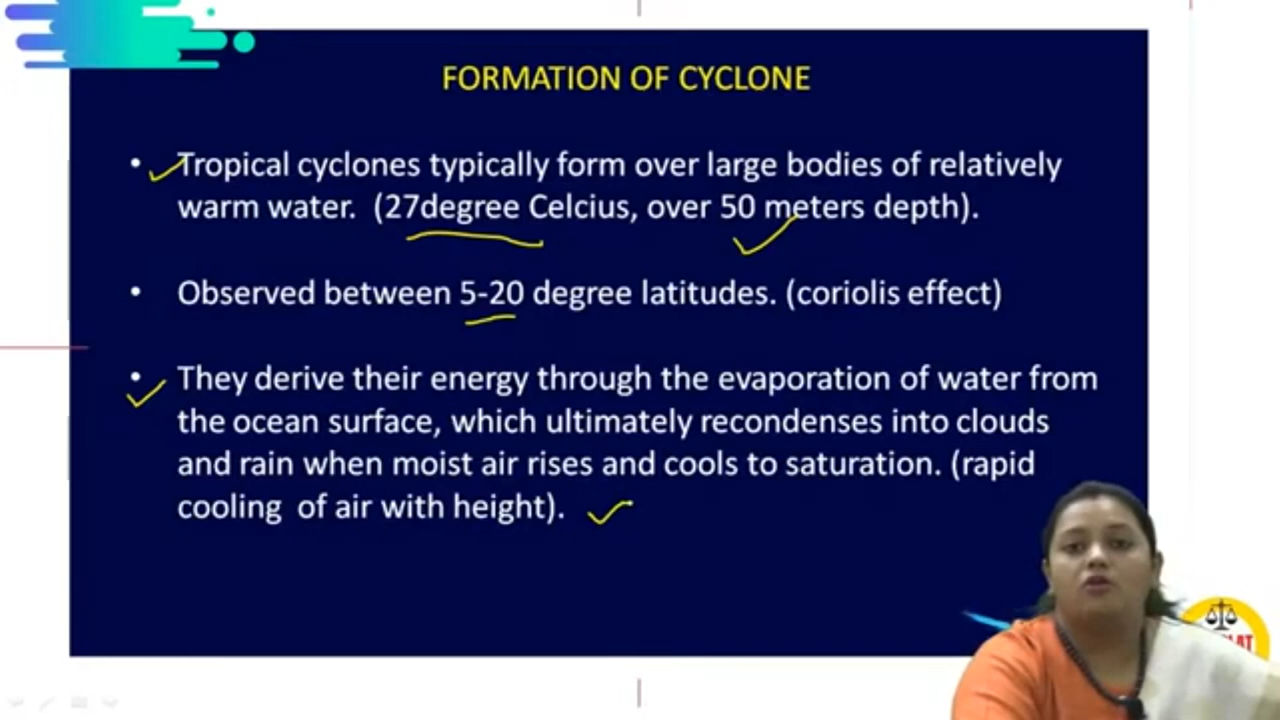 FORMATION OF CYCLONE
• Tropical cyclones typically form over large bodies of relatively
warm water. (27degree Celcius, over 50 meters depth).
• Observed between 5-20 degree latitudes. (coriolis effect)
• They derive their energy through the evaporation of water from
the ocean surface, which ultimately recondenses into clouds
and rain when moist air rises and cools to saturation. (rapid
cooling of air with height).